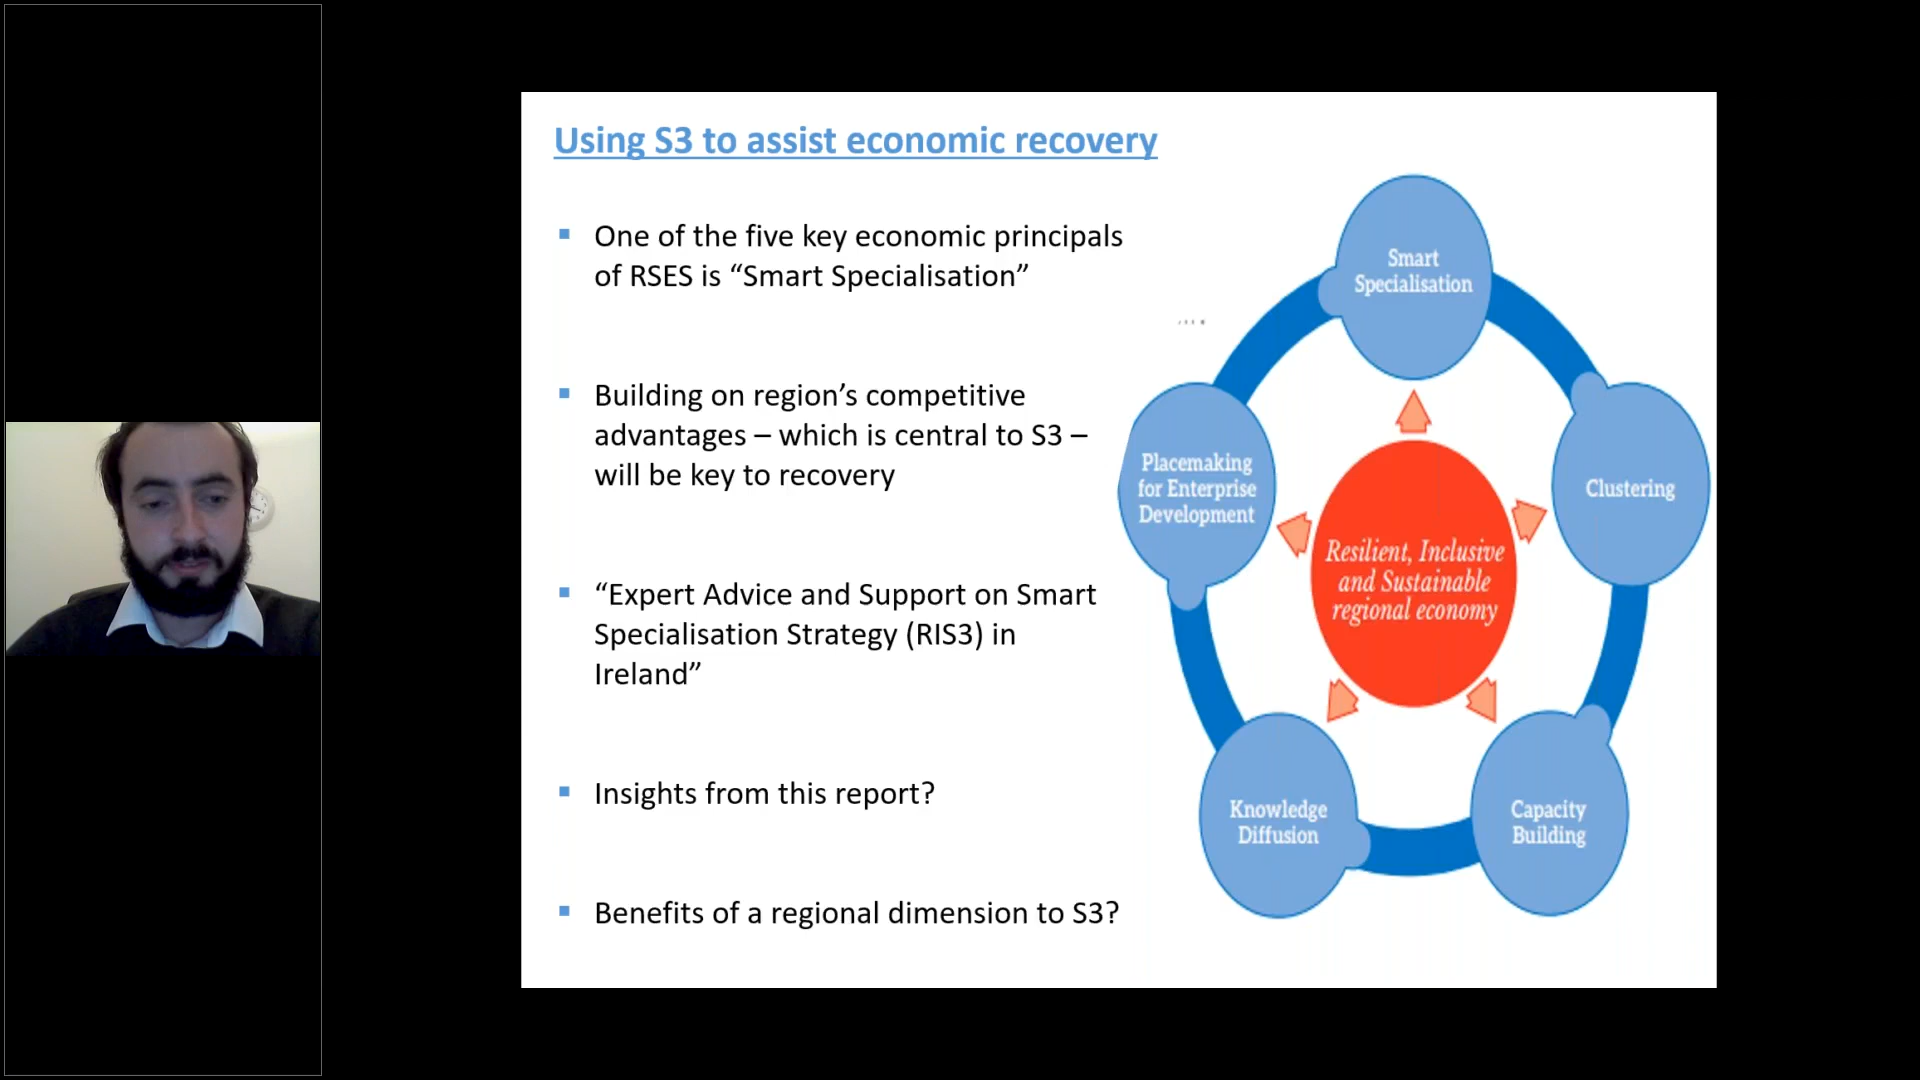 Using S3 to assist economic recovery
▪ One of the five key economic principals
of RSES is “Smart Specialisation”
▪ Building on region’s competitive
advantages – which is central to S3 –
will be key to recovery
▪ “Expert Advice and Support on Smart
Specialisation Strategy (RIS3) in
Ireland”
▪ Insights from this report?
▪ Benefits of a regional dimension to S3?
Smart
Specialisation
Clustering
Capacity
Building
Knowledge
Diffusion
Placemaking
for Enterprise
Development
Resilient, Inclusive
and Sustainable
regional economy